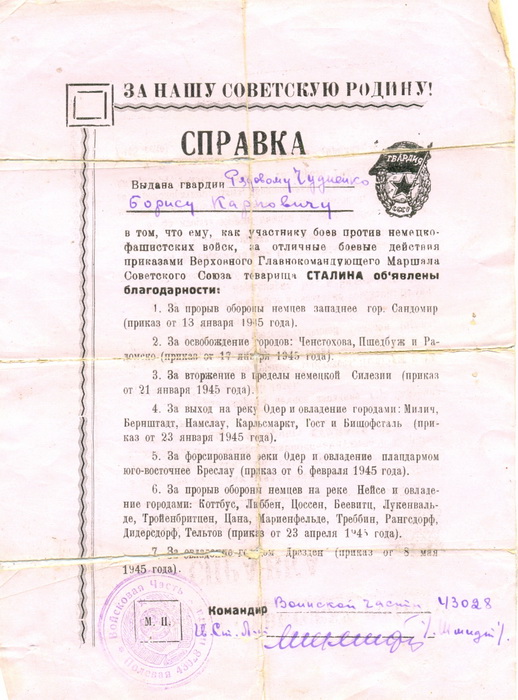 ЗА НАШУ СОВЕТСКУЮ РОДИНУ!
СПРАВКА
ГВАРДИЯ
СССР
Выдана гвардии Рядовому
Борису Карповичу
в том, что ему, как участнику боев против немецко-
фашистских войск, за отличные боевые действия
приказами Верховного Главнокомандующего Маршала
Советского Союза товарища СТАЛИНА об'явлены
благодарности:
1. За прорыв обороны немцев западнее гор. Сандомир
(приказ от 13 января 1945 года).
2. За освобождение городов: Ченстохова, Пшедбуж и Ра-
домско (приказ от 17 января 1945 года).
3. За вторжение в пределы немецкой Силезии (приказ
от 21 января 1945 года).
4. За выход на реку Одер и овладение городами: Милич,
Бернштадт, Намслау, Карльсмаркт, Гост и Бишофсталь (при-
каз от 23 января 1945 года).
5. За форсирование реки Одер и овладение плацдармом
юго-восточнее Бреслау (приказ от 6 февраля 1945 года).
6. За прорыв обороны немцев на реке Нейсе и овладе-
ние городами: Коттбус, Люббен, Цоссен, Беевитц, Лукенваль-
де, Тройенбритцен, Цана, Мариенфельде, Треббин, Рангсдорф,
Дидерсдорф, Тельтов (приказ от 23 апреля 1945 года).
7. За овладение городом Дрезден (приказ от 8 мая
1945 года).
Командир Воинской части 43028
М. П.
Войсковая Часть